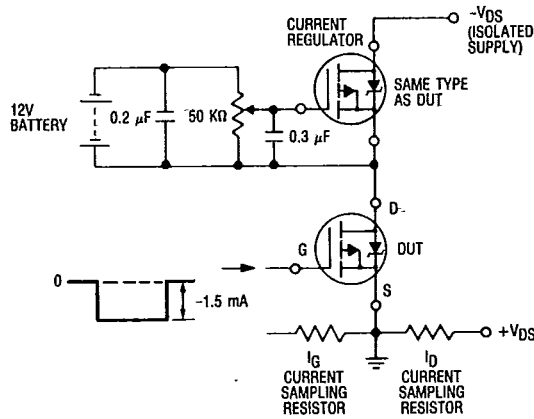 CURRENT
REGULATOR
-VDS
(ISOLATED
SUPPLY)
SAME TYPE
AS DUT
12V
BATTERY
0.2 µF
50 KΩ
0.3 µF
D
G
DUT
S
0
-1.5 mA
+VDS
IG
CURRENT
SAMPLING
RESISTOR
ID
CURRENT
SAMPLING
RESISTOR